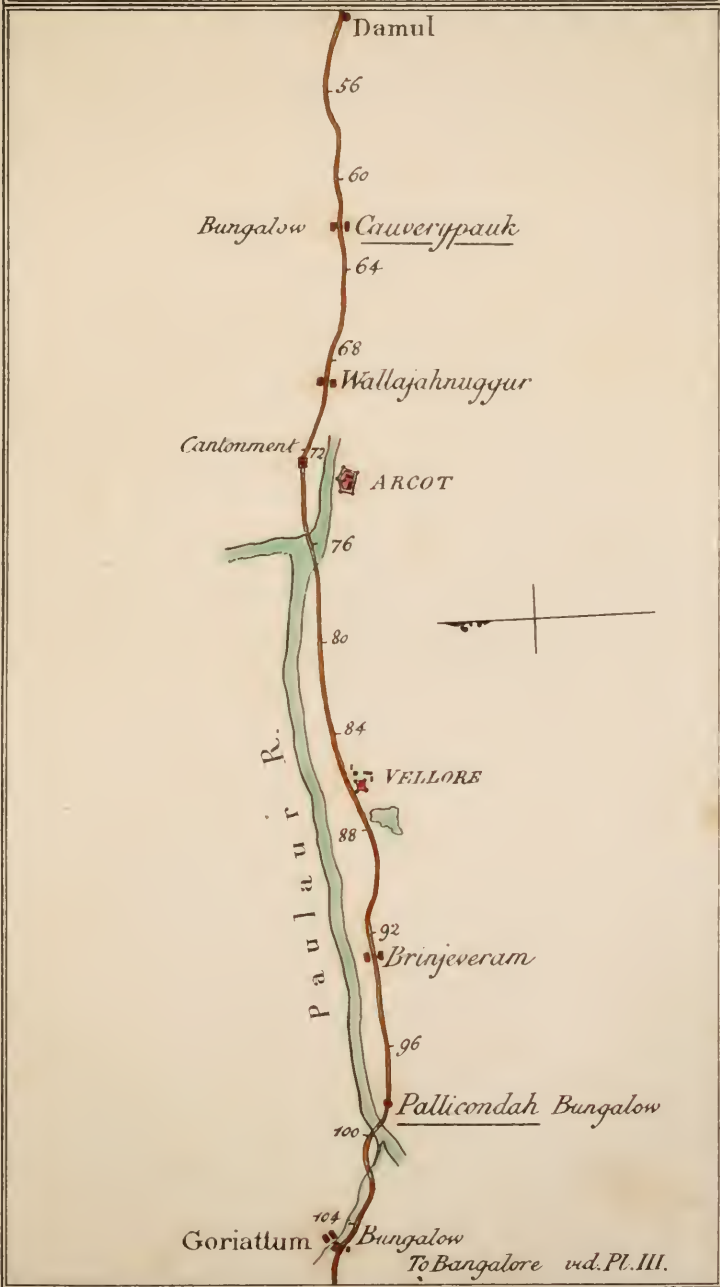 Damul
56
60
Bungalow Cauverypauk
64
68
Wallajahnuggur
Cantonment 72
ARCOT
76
80
84
Paulaur R.
VELLORE
88
92
Brinjeveram
96
Pallicondah Bungalow
100
104
Goriattum Bungalow
To Bangalore vid. Pl. III.